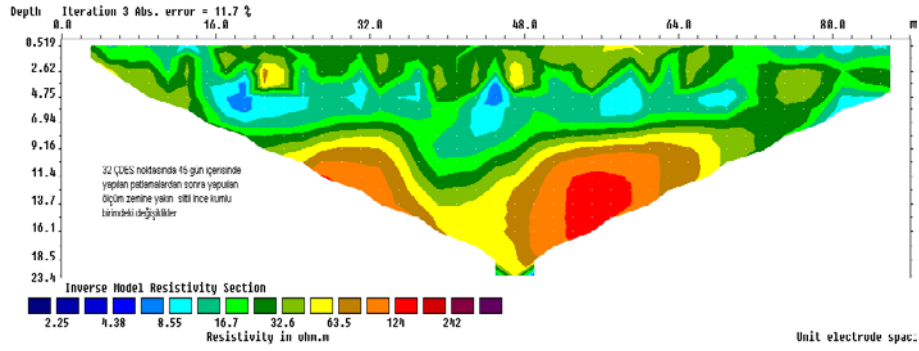 Depth Iteration 3 Abs. error = 11.7 %
0.0 16.0 32.0 48.0 64.0 80.0 m
0.519
2.62
4.75
6.94
9.16
11.4
13.7
16.1
18.5
23.4
32 ÇDES noktasında 45 gün içerisinde
yapılan patlamalardan sonra yapılan
ölçüm zemine yakın siltli ince kumlu
birimdeki değişiklikler
Inverse Model Resistivity Section
2.25 4.38 8.55 16.7 32.6 63.5 124 242
Resistivity in ohm.m
Unit electrode spac